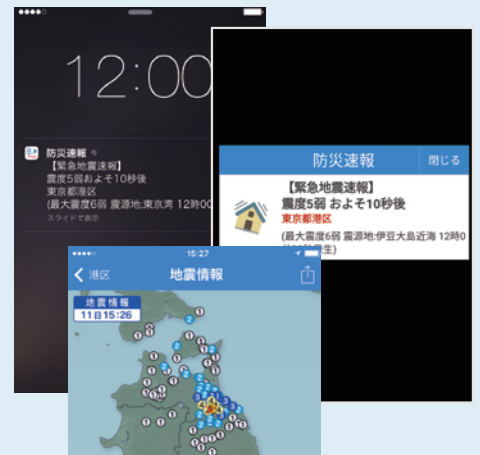 12:00
防災速報
【緊急地震速報】
震度5弱およそ10秒後
東京都港区
(最大震度6弱 震源地:東京湾 12時00
スライドで表示
防災速報
閉じる
【緊急地震速報】
震度5弱 およそ10秒後
東京都港区
(最大震度6弱 震源地:伊豆大島近海 12時0
生)
15:27
港区
地震情報
地震情報
11日15:26